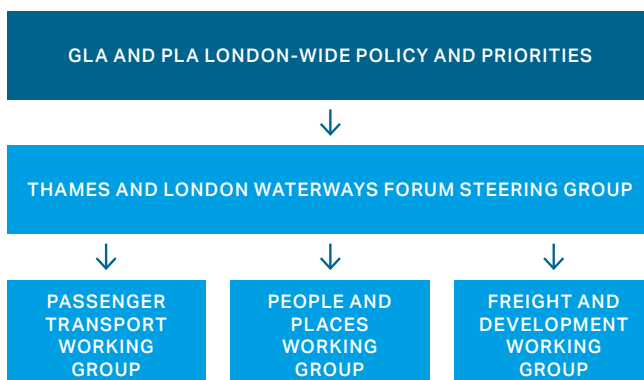 GLA AND PLA LONDON-WIDE POLICY AND PRIORITIES
THAMES AND LONDON WATERWAYS FORUM STEERING GROUP
PASSENGER
TRANSPORT
WORKING
GROUP
PEOPLE AND
PLACES
WORKING
GROUP
FREIGHT AND
DEVELOPMENT
WORKING
GROUP